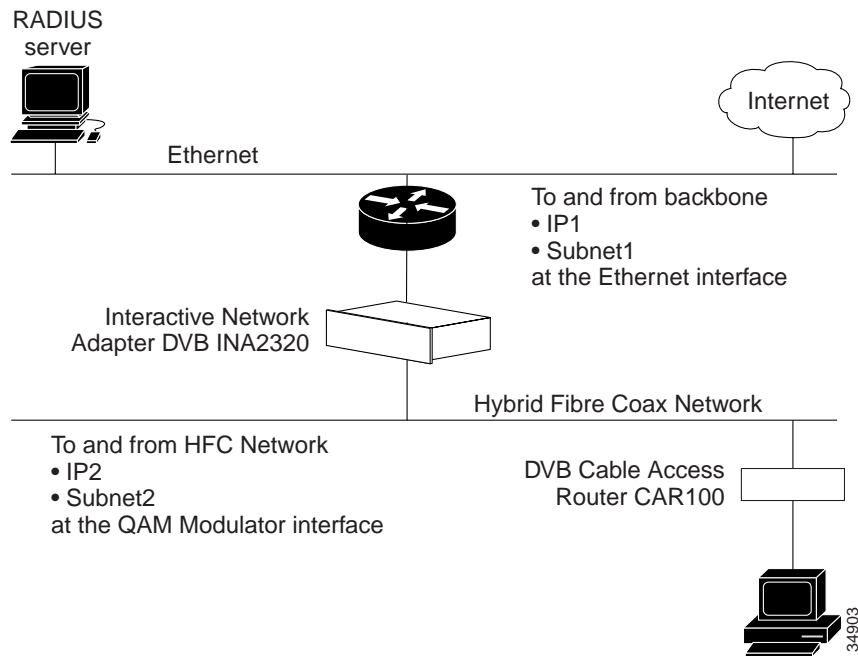 RADIUS
server
Internet
Ethernet
To and from backbone
• IP1
• Subnet1
at the Ethernet interface
Interactive Network
Adapter DVB INA2320
Hybrid Fibre Coax Network
To and from HFC Network
• IP2
• Subnet2
at the QAM Modulator interface
DVB Cable Access
Router CAR100
34903